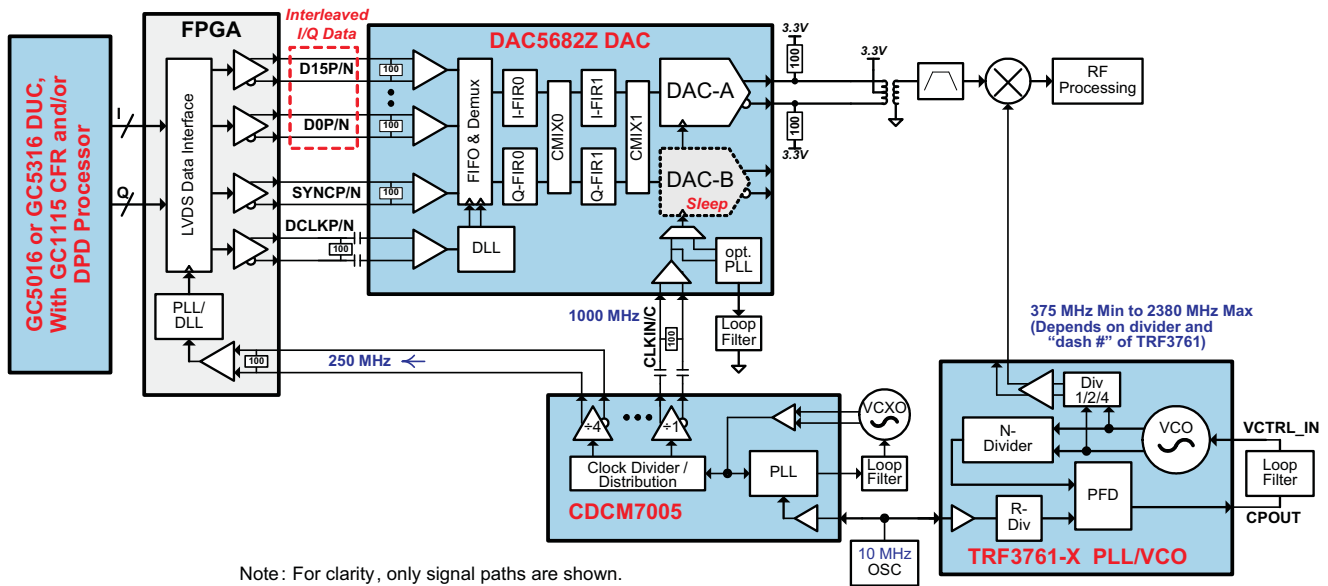 GC5016 or GC5316 DUC,
With GC1115 CFR and/or
DPD Processor
I
Q
FPGA
LVDS Data Interface
PLL/
DLL
100
Interleaved
I/Q Data
D15P/N
D0P/N
SYNCP/N
DCLKP/N
100
250 MHz
DAC5682Z DAC
100
100
100
FIFO & Demux
DLL
I-FIR0
Q-FIR0
CMIX0
I-FIR1
Q-FIR1
CMIX1
DAC-A
DAC-B
Sleep
opt.
PLL
Loop
Filter
1000 MHz
CLKIN/C
100
3.3V
100
3.3V
100
3.3V
RF
Processing
375 MHz Min to 2380 MHz Max
(Depends on divider and
“dash #” of TRF3761)
÷4
÷1
Clock Divider /
Distribution
PLL
VCXO
Loop
Filter
CDCM7005
10 MHz
OSC
Div
1/2/4
N-
Divider
VCO
PFD
R-
Div
TRF3761-X PLL/VCO
VCTRL_IN
Loop
Filter
CPOUT
Note: For clarity, only signal paths are shown.